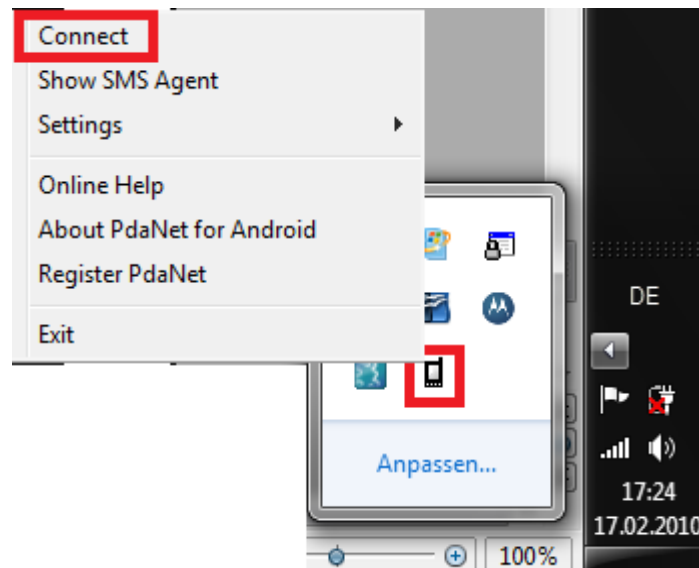 Connect
Show SMS Agent
Settings
Online Help
About PdaNet for Android
Register PdaNet
Exit
Anpassen...
DE
17:24
17.02.2010
100%